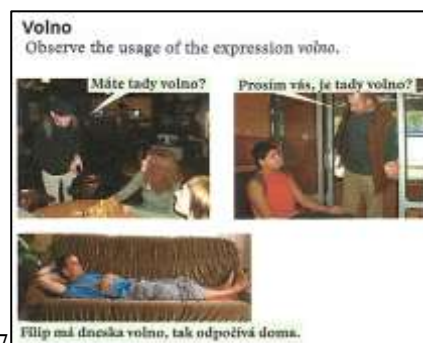 Volno
Observe the usage of the expression volno.
Máte tady volno?
Prosím vás, je tady volno?
7
Filip má dneska volno, tak odpočívá doma.